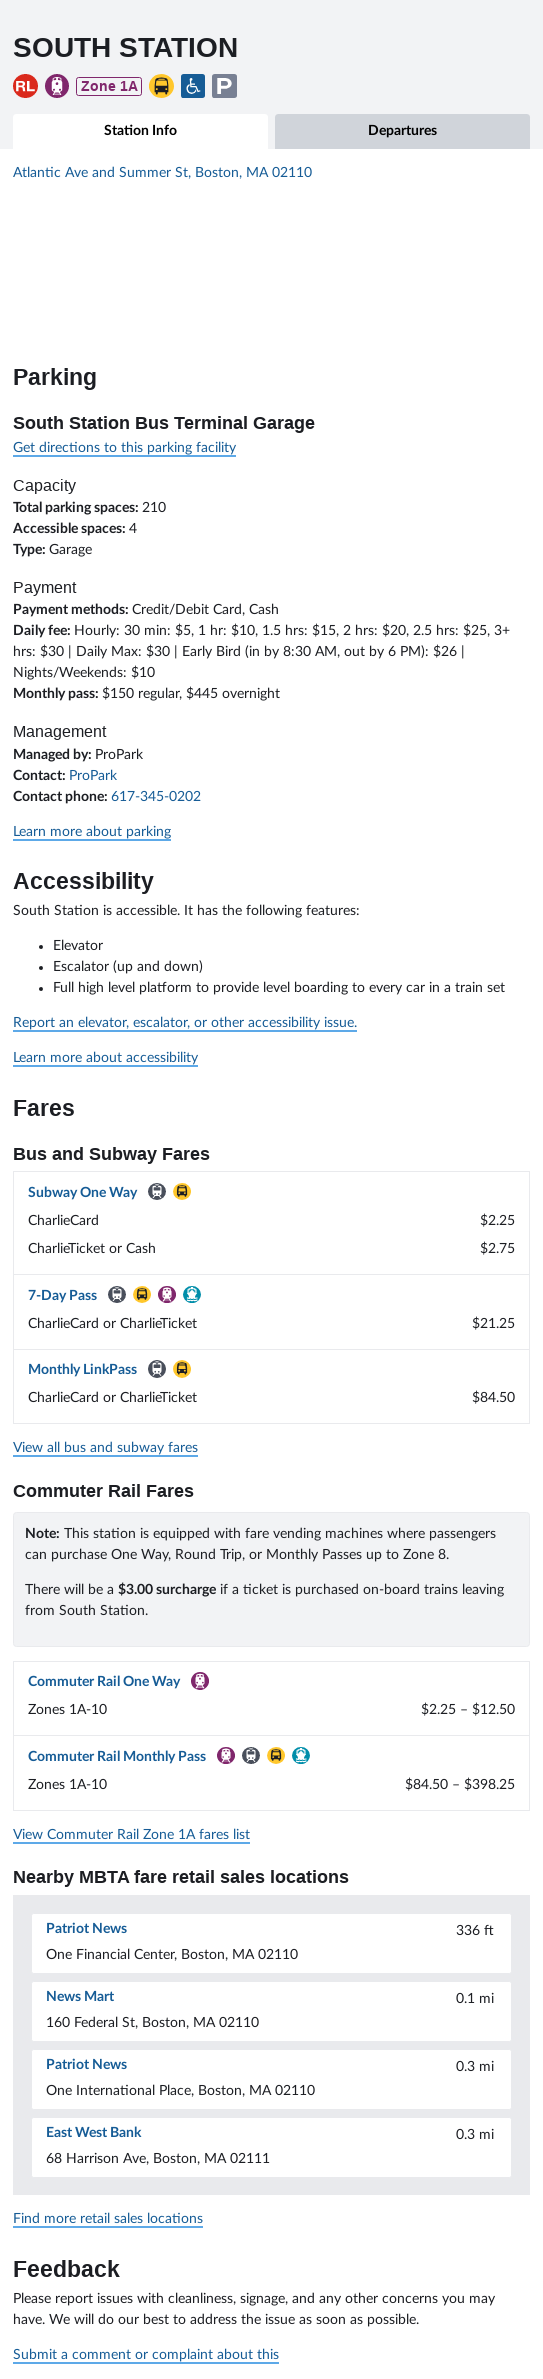 SOUTH STATION
RL Zone 1A P
Station Info Departures
Atlantic Ave and Summer St, Boston, MA 02110
Parking
South Station Bus Terminal Garage
Get directions to this parking facility
Capacity
Total parking spaces: 210
Accessible spaces: 4
Type: Garage
Payment
Payment methods: Credit/Debit Card, Cash
Daily fee: Hourly: 30 min: $5, 1 hr: $10, 1.5 hrs: $15, 2 hrs: $20, 2.5 hrs: $25, 3+
hrs: $30 | Daily Max: $30 | Early Bird (in by 8:30 AM, out by 6 PM): $26 |
Nights/Weekends: $10
Monthly pass: $150 regular, $445 overnight
Management
Managed by: ProPark
Contact: ProPark
Contact phone: 617-345-0202
Learn more about parking
Accessibility
South Station is accessible. It has the following features:
• Elevator
• Escalator (up and down)
• Full high level platform to provide level boarding to every car in a train set
Report an elevator, escalator, or other accessibility issue.
Learn more about accessibility
Fares
Bus and Subway Fares
Subway One Way
CharlieCard $2.25
CharlieTicket or Cash $2.75
7-Day Pass
CharlieCard or CharlieTicket $21.25
Monthly LinkPass
CharlieCard or CharlieTicket $84.50
View all bus and subway fares
Commuter Rail Fares
Note: This station is equipped with fare vending machines where passengers
can purchase One Way, Round Trip, or Monthly Passes up to Zone 8.
There will be a $3.00 surcharge if a ticket is purchased on-board trains leaving
from South Station.
Commuter Rail One Way
Zones 1A-10 $2.25 – $12.50
Commuter Rail Monthly Pass
Zones 1A-10 $84.50 – $398.25
View Commuter Rail Zone 1A fares list
Nearby MBTA fare retail sales locations
Patriot News 336 ft
One Financial Center, Boston, MA 02110
News Mart 0.1 mi
160 Federal St, Boston, MA 02110
Patriot News 0.3 mi
One International Place, Boston, MA 02110
East West Bank 0.3 mi
68 Harrison Ave, Boston, MA 02111
Find more retail sales locations
Feedback
Please report issues with cleanliness, signage, and any other concerns you may
have. We will do our best to address the issue as soon as possible.
Submit a comment or complaint about this